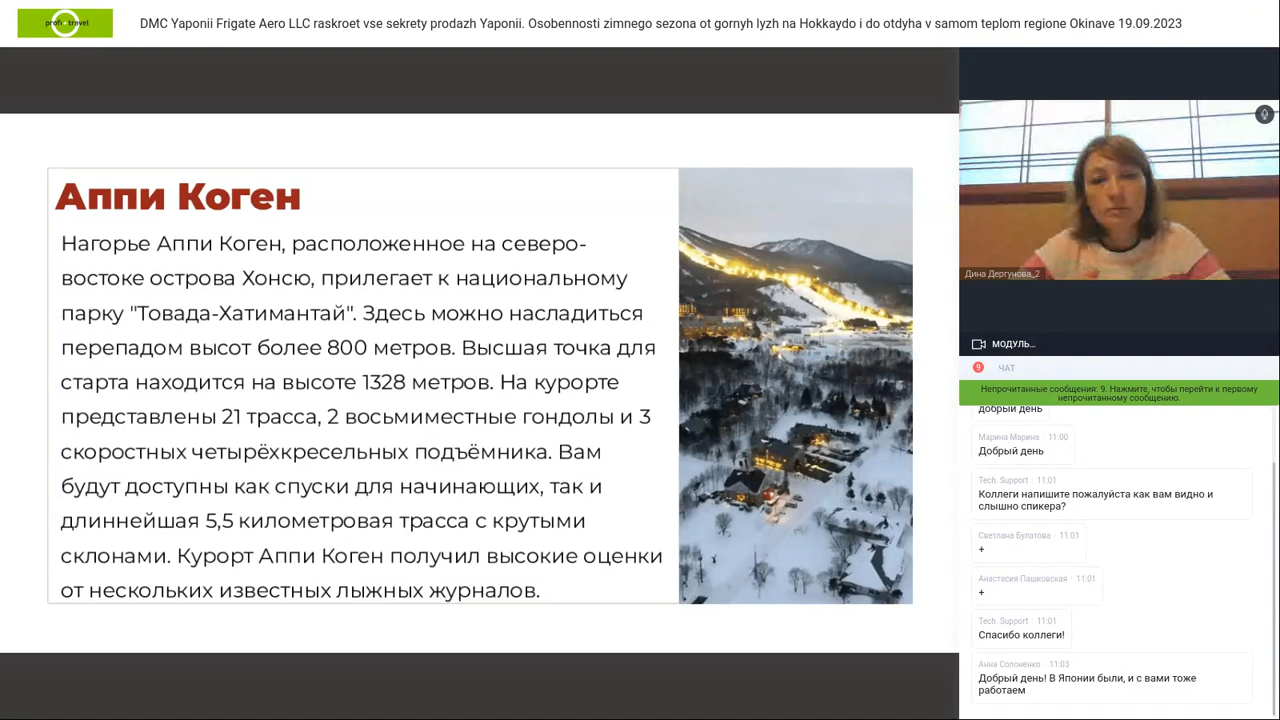 profi travel
DMC Yaponii Frigate Aero LLC raskroet vse sekrety prodazh Yaponii. Osobennosti zimnego sezona ot gornyh lyzh na Hokkaydo i do otdyha v samom teplom regione Okinave 19.09.2023
Аппи Коген
Нагорье Аппи Коген, расположенное на северо-
востоке острова Хонсю, прилегает к национальному
парку "Товада-Хатимантай". Здесь можно насладиться
перепадом высот более 800 метров. Высшая точка для
старта находится на высоте 1328 метров. На курорте
представлены 21 трасса, 2 восьмиместные гондолы и 3
скоростных четырёхкресельных подъёмника. Вам
будут доступны как спуски для начинающих, так и
длиннейшая 5,5 километровая трасса с крутыми
склонами. Курорт Аппи Коген получил высокие оценки
от нескольких известных лыжных журналов.
Дина Дергунова_2
МОДУЛЬ...
9 ЧАТ
Непрочитанные сообщения: 9. Нажмите, чтобы перейти к первому
непрочитанному сообщению.
добрый день
Марина Марина · 11:00
Добрый день
Tech. Support · 11:01
Коллеги напишите пожалуйста как вам видно и
слышно спикера?
Светлана Булатова · 11:01
+
Анастасия Пашковская · 11:01
+
Tech. Support · 11:01
Спасибо коллеги!
Анна Солоненко · 11:03
Добрый день! В Японии были, и с вами тоже
работаем